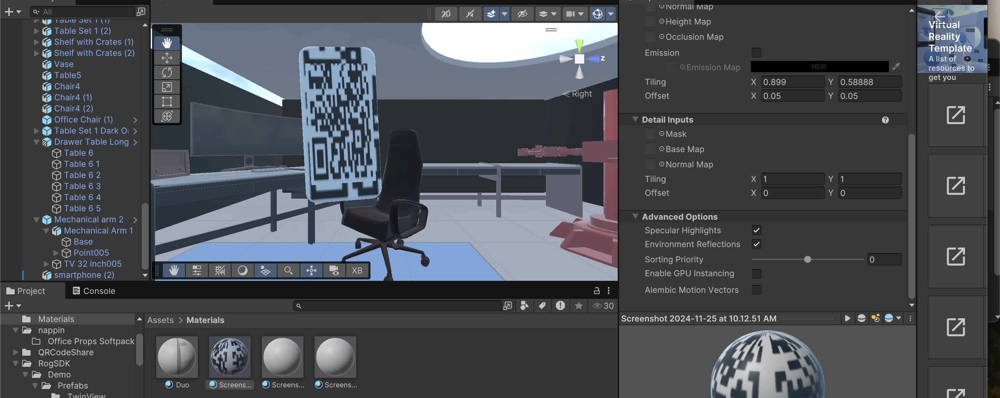 All
Table Set 1 (1)
Table Set 1 (2)
Shelf with Crates (1)
Shelf with Crates (2)
Vase
Table5
Chair4
Chair4 (1)
Chair4 (2)
Office Chair (1)
Table Set 1 Dark O
Drawer Table Long
Table 6
Table 6 1
Table 6 2
Table 6 3
Table 6 4
Table 6 5
Mechanical arm 2
Mechanical Arm 1
Base
Point005
TV 32 inch005
smartphone (2)
2D
z
Right
XB
Normal Map
Height Map
Occlusion Map
Emission
Emission Map
HDR
Tiling X 0.899 Y 0.58888
Offset X 0.05 Y 0.05
Detail Inputs
Mask
Base Map
Normal Map
Tiling X 1 Y 1
Offset X 0 Y 0
Advanced Options
Specular Highlights
Environment Reflections
Sorting Priority 0
Enable GPU Instancing
Alembic Motion Vectors
Screenshot 2024-11-25 at 10.12.51 AM
Virtual
Reality
Template
A list of
resources to
get you
Project Console
30
Materials
nappin
Office Props Softpack
QRCodeShare
RogSDK
Demo
Prefabs
TwinView
Assets > Materials
Duo
Screens...
Screens...
Screens...